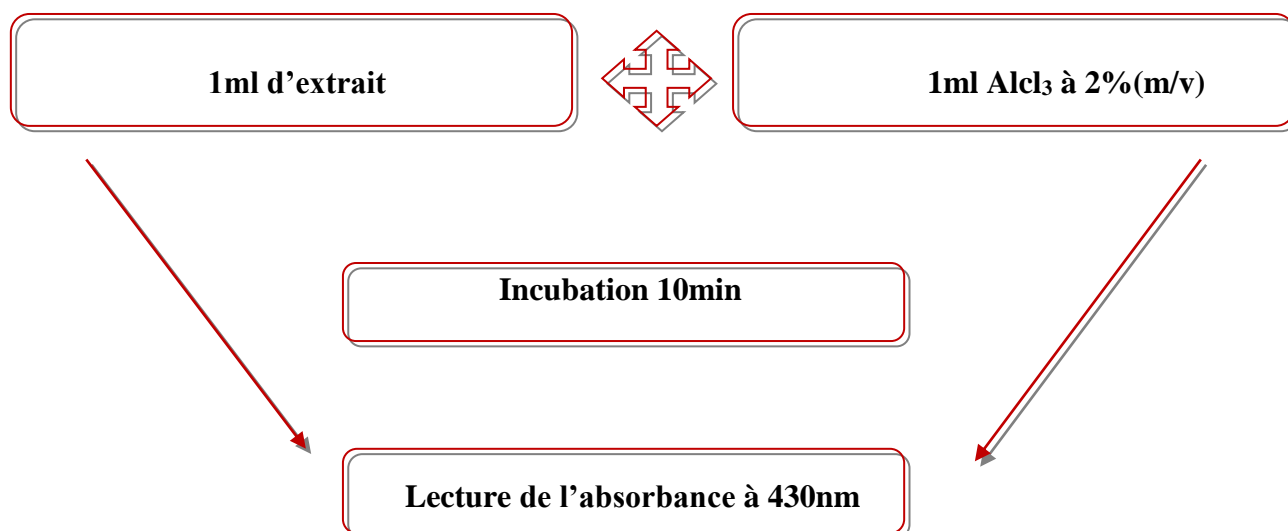 1ml d’extrait
1ml Alcl₃ à 2%(m/v)
Incubation 10min
Lecture de l’absorbance à 430nm